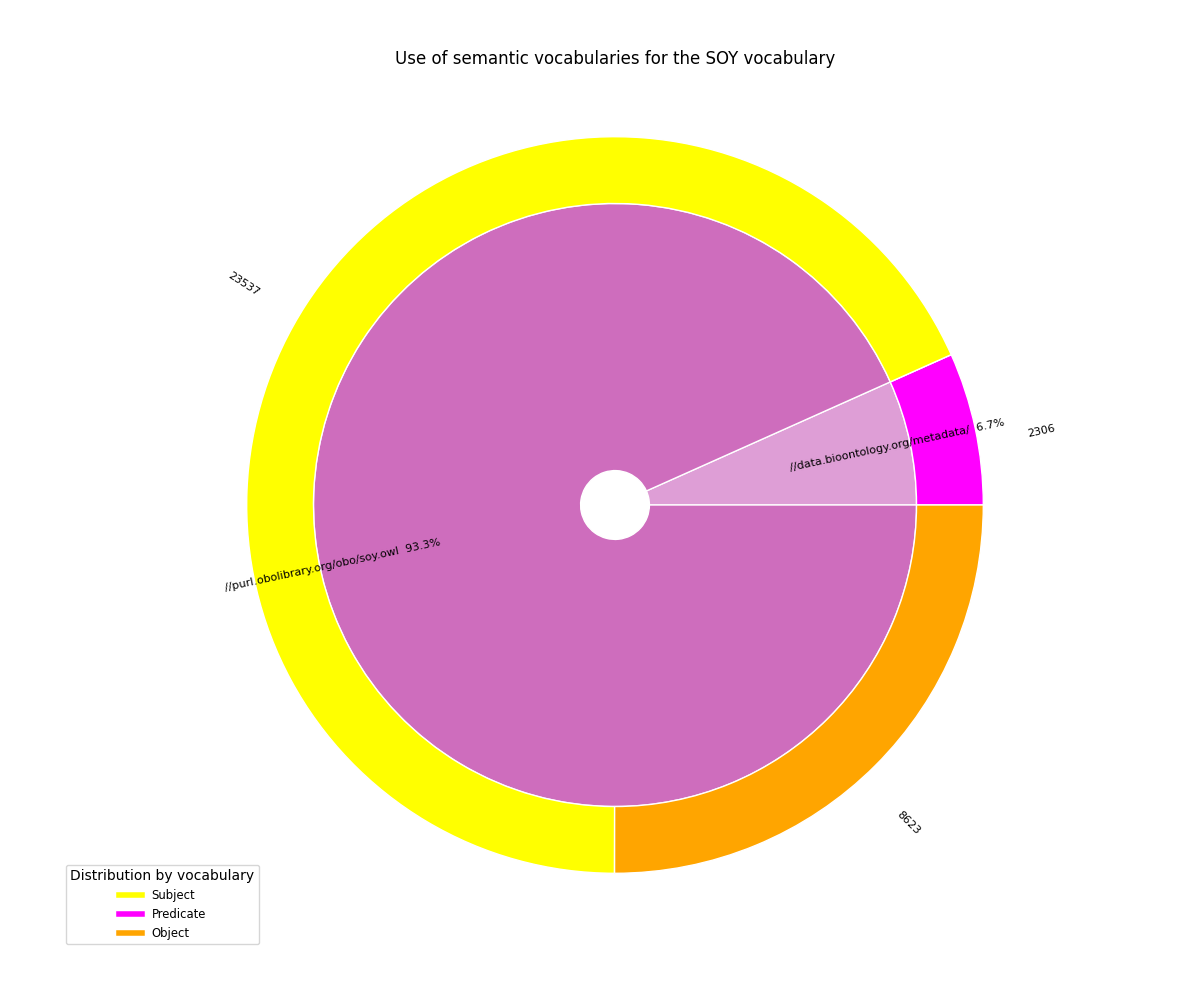 Use of semantic vocabularies for the SOY vocabulary
23537
//data.bioontology.org/metadata/  6.7%
2306
//purl.obolibrary.org/obo/soy.owl  93.3%
8623
Distribution by vocabulary
Subject
Predicate
Object